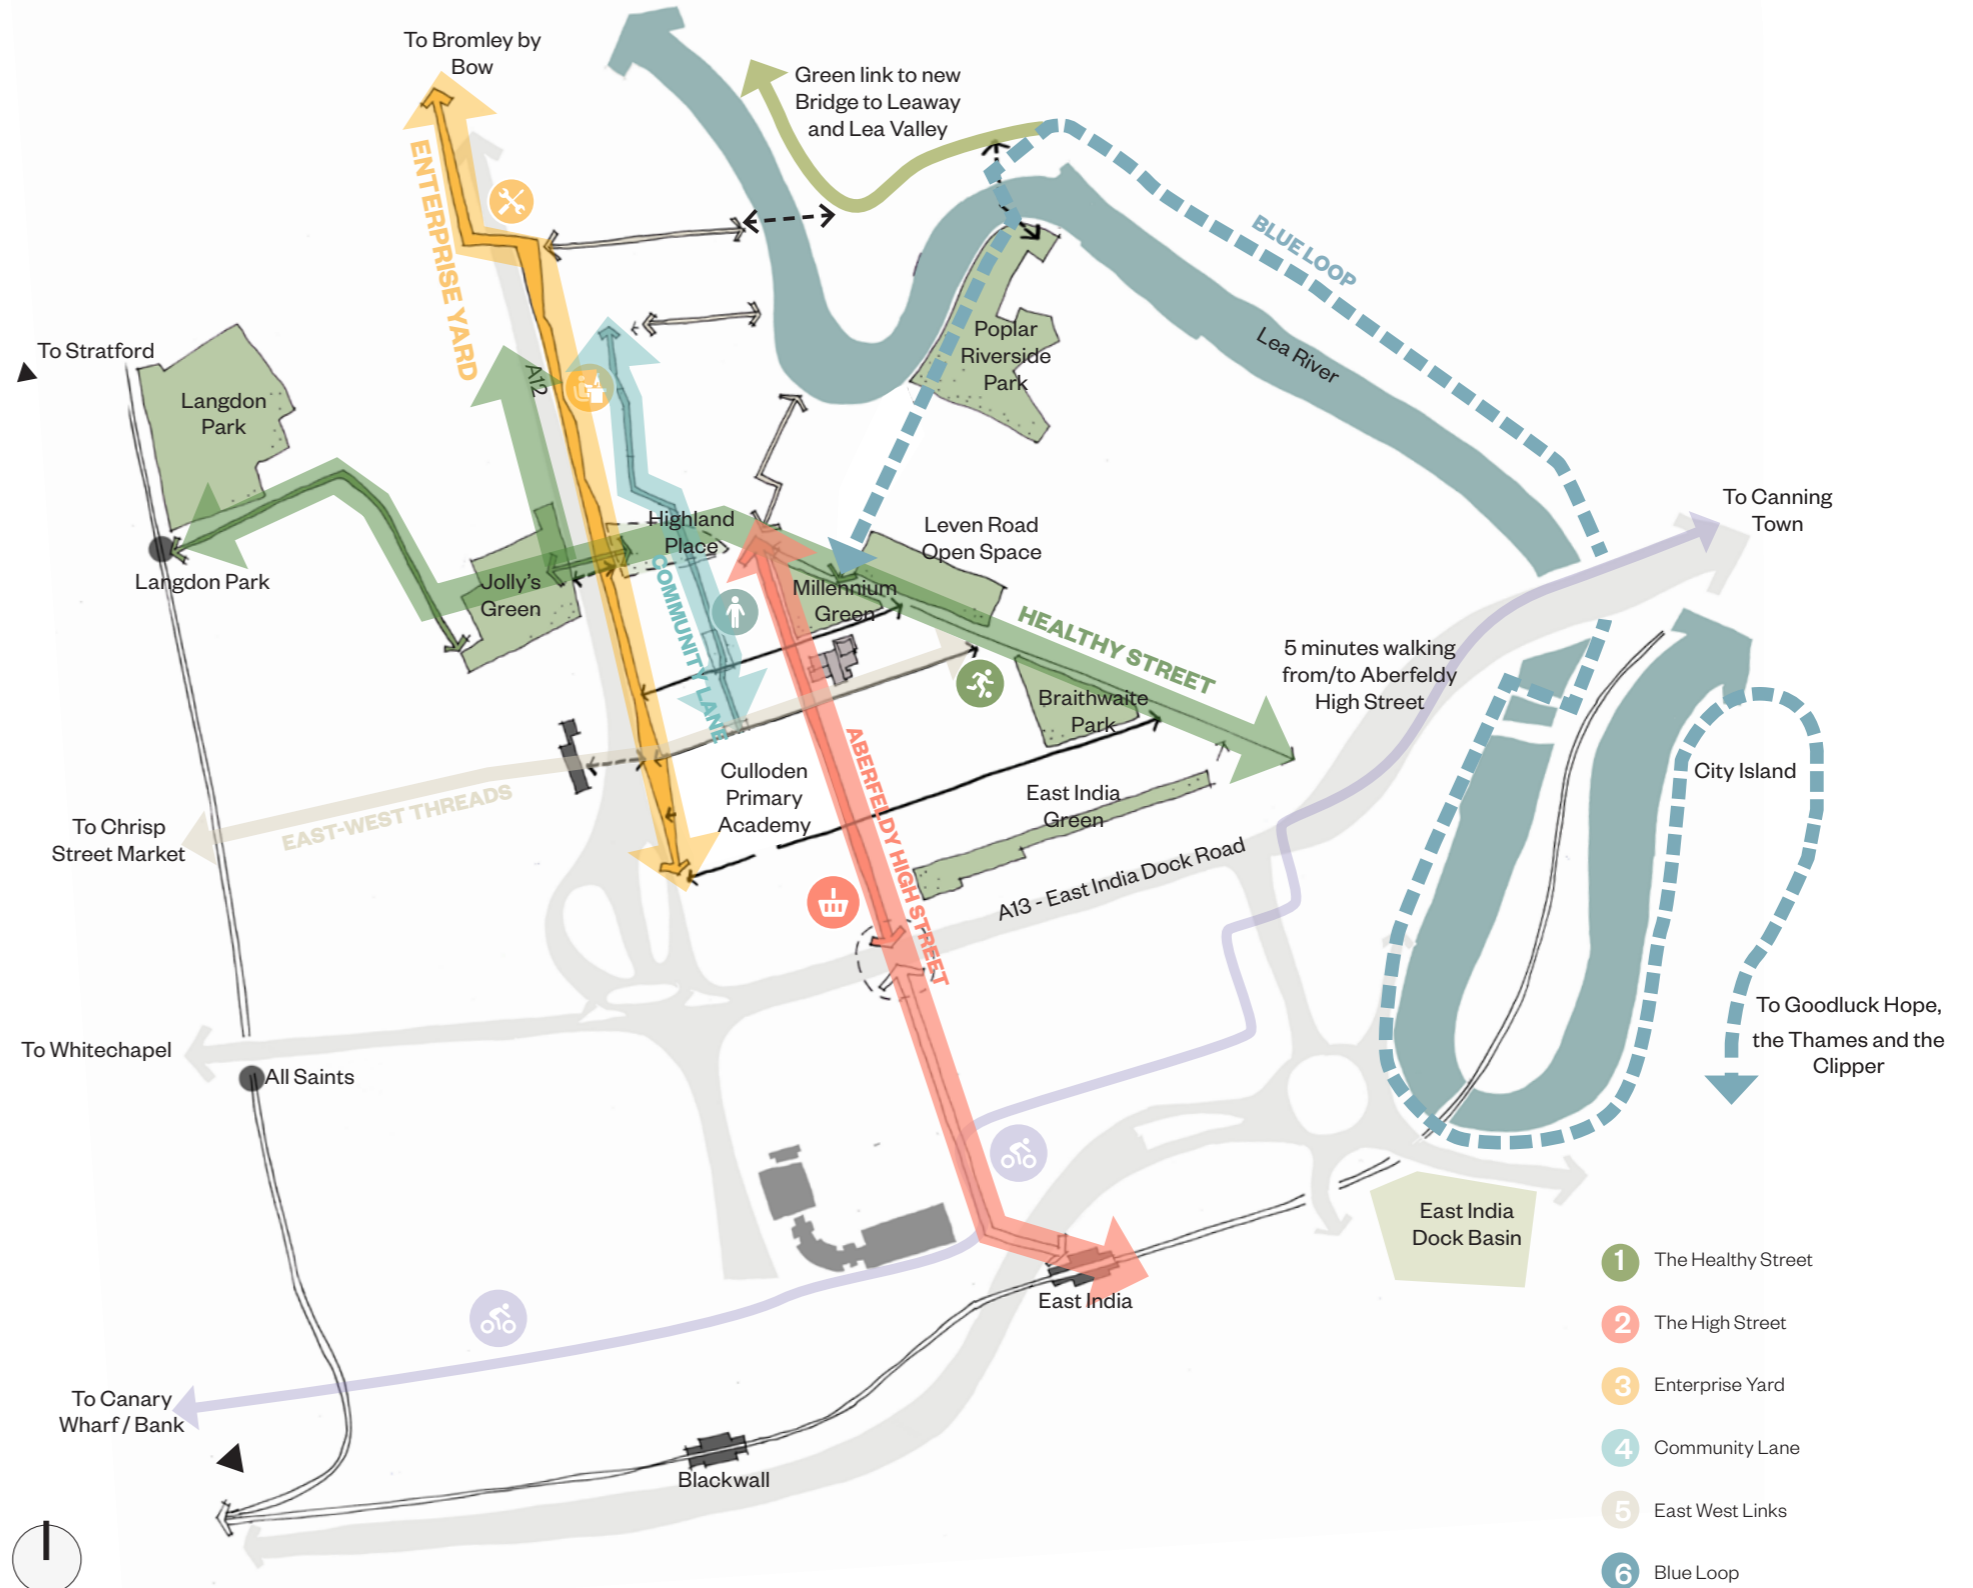 To Bromley by
Bow
Green link to new
Bridge to Leaway
and Lea Valley
ENTERPRISE YARD
BLUE LOOP
To Stratford
A12
Langdon
Park
Poplar
Riverside
Park
Lea River
To Canning
Town
Highland
Place
Leven Road
Open Space
Langdon Park
Jolly's
Green
COMMUNITY LANE
Millennium
Green
HEALTHY STREET
5 minutes walking
from/to Aberfeldy
High Street
Braithwaite
Park
ABERFELDY HIGH STREET
Culloden
Primary
Academy
City Island
East India
Green
EAST-WEST THREADS
To Chrisp
Street Market
A13 - East India Dock Road
To Goodluck Hope,
the Thames and the
Clipper
To Whitechapel
All Saints
East India
Dock Basin
East India
To Canary
Wharf / Bank
Blackwall
1 The Healthy Street
2 The High Street
3 Enterprise Yard
4 Community Lane
5 East West Links
6 Blue Loop